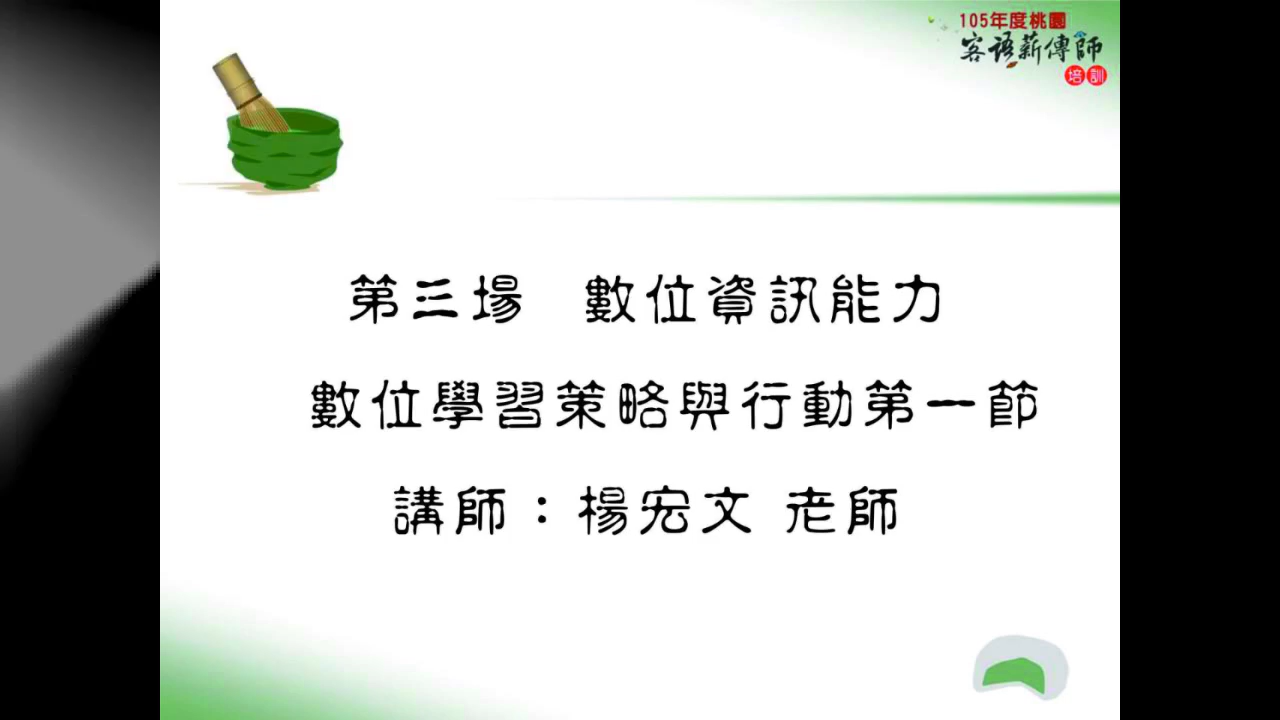 105年度桃園
客語薪傳師
培訓
第三場 數位資訊能力
數位學習策略與行動第一節
講師：楊宏文 老師